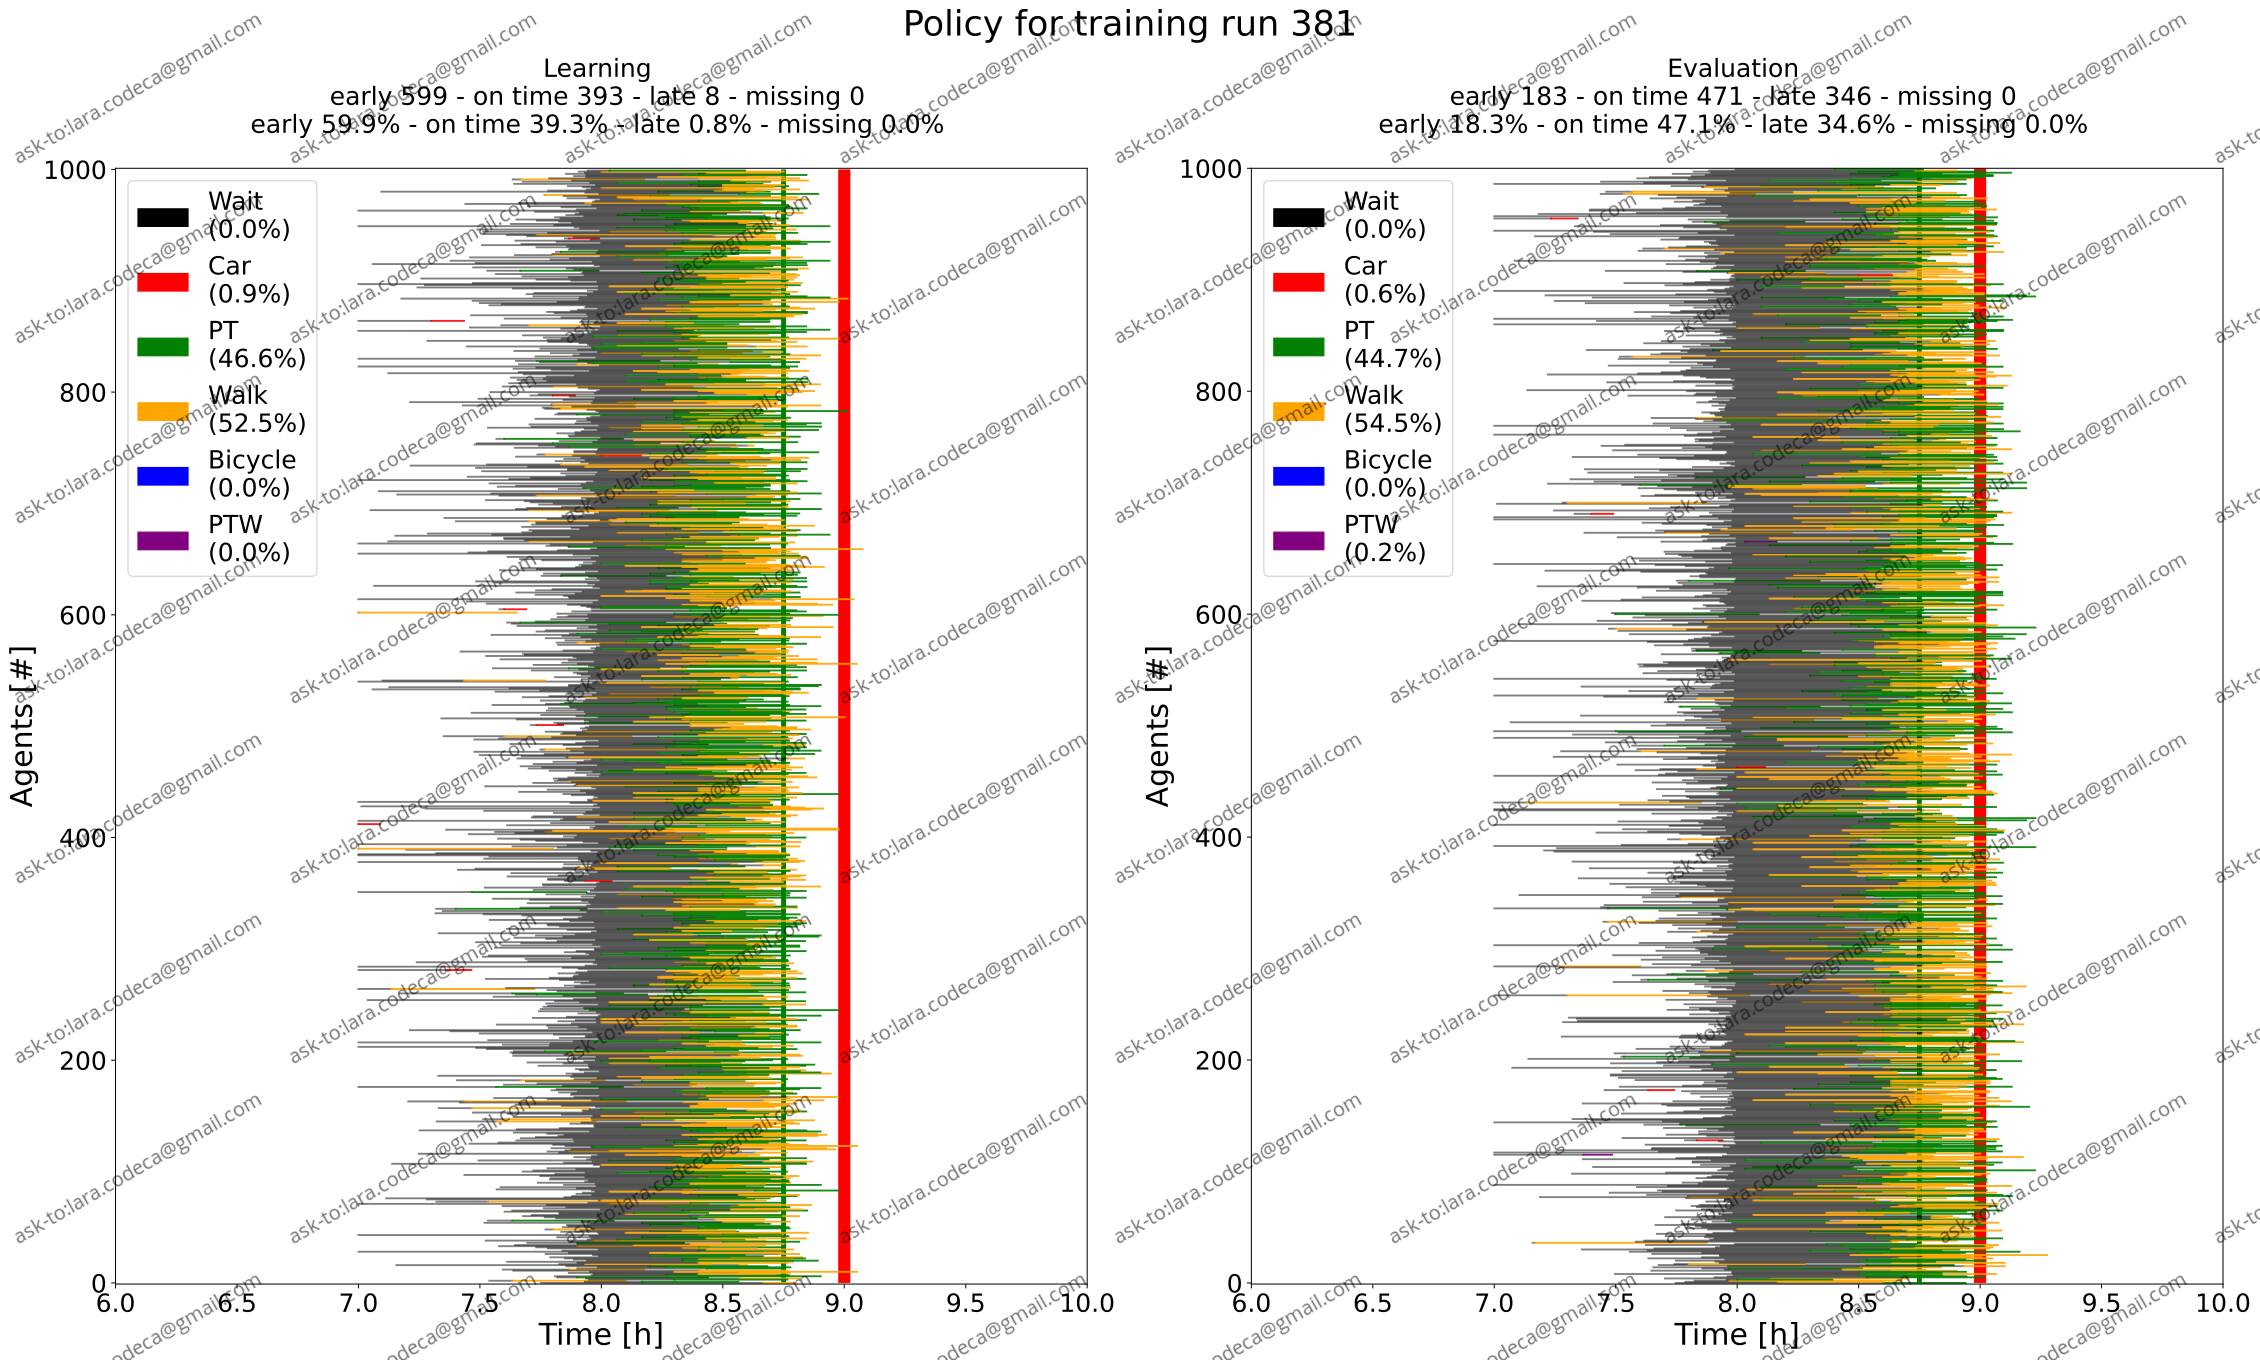 Policy for training run 381
Learning
early 599 - on time 393 - late 8 - missing 0
early 59.9% - on time 39.3% - late 0.8% - missing 0.0%
Wait
(0.0%)
Car
(0.9%)
PT
(46.6%)
Walk
(52.5%)
Bicycle
(0.0%)
PTW
(0.0%)
Agents [#]
1000
800
600
400
200
0
6.0 6.5 7.0 7.5 8.0 8.5 9.0 9.5 10.0
Time [h]
Evaluation
early 183 - on time 471 - late 346 - missing 0
early 18.3% - on time 47.1% - late 34.6% - missing 0.0%
Wait
(0.0%)
Car
(0.6%)
PT
(44.7%)
Walk
(54.5%)
Bicycle
(0.0%)
PTW
(0.2%)
Agents [#]
1000
800
600
400
200
0
6.0 6.5 7.0 7.5 8.0 8.5 9.0 9.5 10.0
Time [h]
ask-to:lara.codeca@gmail.com